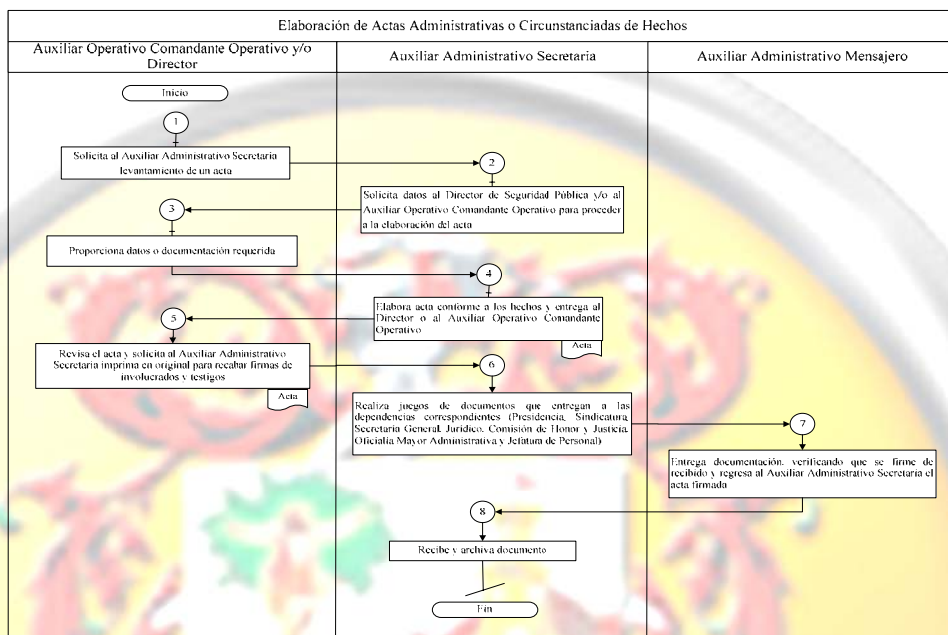 Elaboración de Actas Administrativas o Circunstanciadas de Hechos
Auxiliar Operativo Comandante Operativo y/o
Director
Auxiliar Administrativo Secretaria
Auxiliar Administrativo Mensajero
Inicio
1
Solicita al Auxiliar Administrativo Secretaria
levantamiento de un acta
2
Solicita datos al Director de Seguridad Pública y/o al
Auxiliar Operativo Comandante Operativo para proceder
a la elaboración del acta
3
Proporciona datos o documentación requerida
4
Elabora acta conforme a los hechos y entrega al
Director o al Auxiliar Operativo Comandante
Operativo
Acta
5
Revisa el acta y solicita al Auxiliar Administrativo
Secretaria imprima en original para recabar firmas de
involucrados y testigos
Acta
6
Realiza juegos de documentos que entregan a las
dependencias correspondientes (Presidencia, Sindicatura,
Secretaría General, Jurídico, Comisión de Honor y Justicia,
Oficialía Mayor Administrativa y Jefatura de Personal)
7
Entrega documentación, verificando que se firme de
recibido y regresa al Auxiliar Administrativo Secretaria el
acta firmada
8
Recibe y archiva documento
Fin